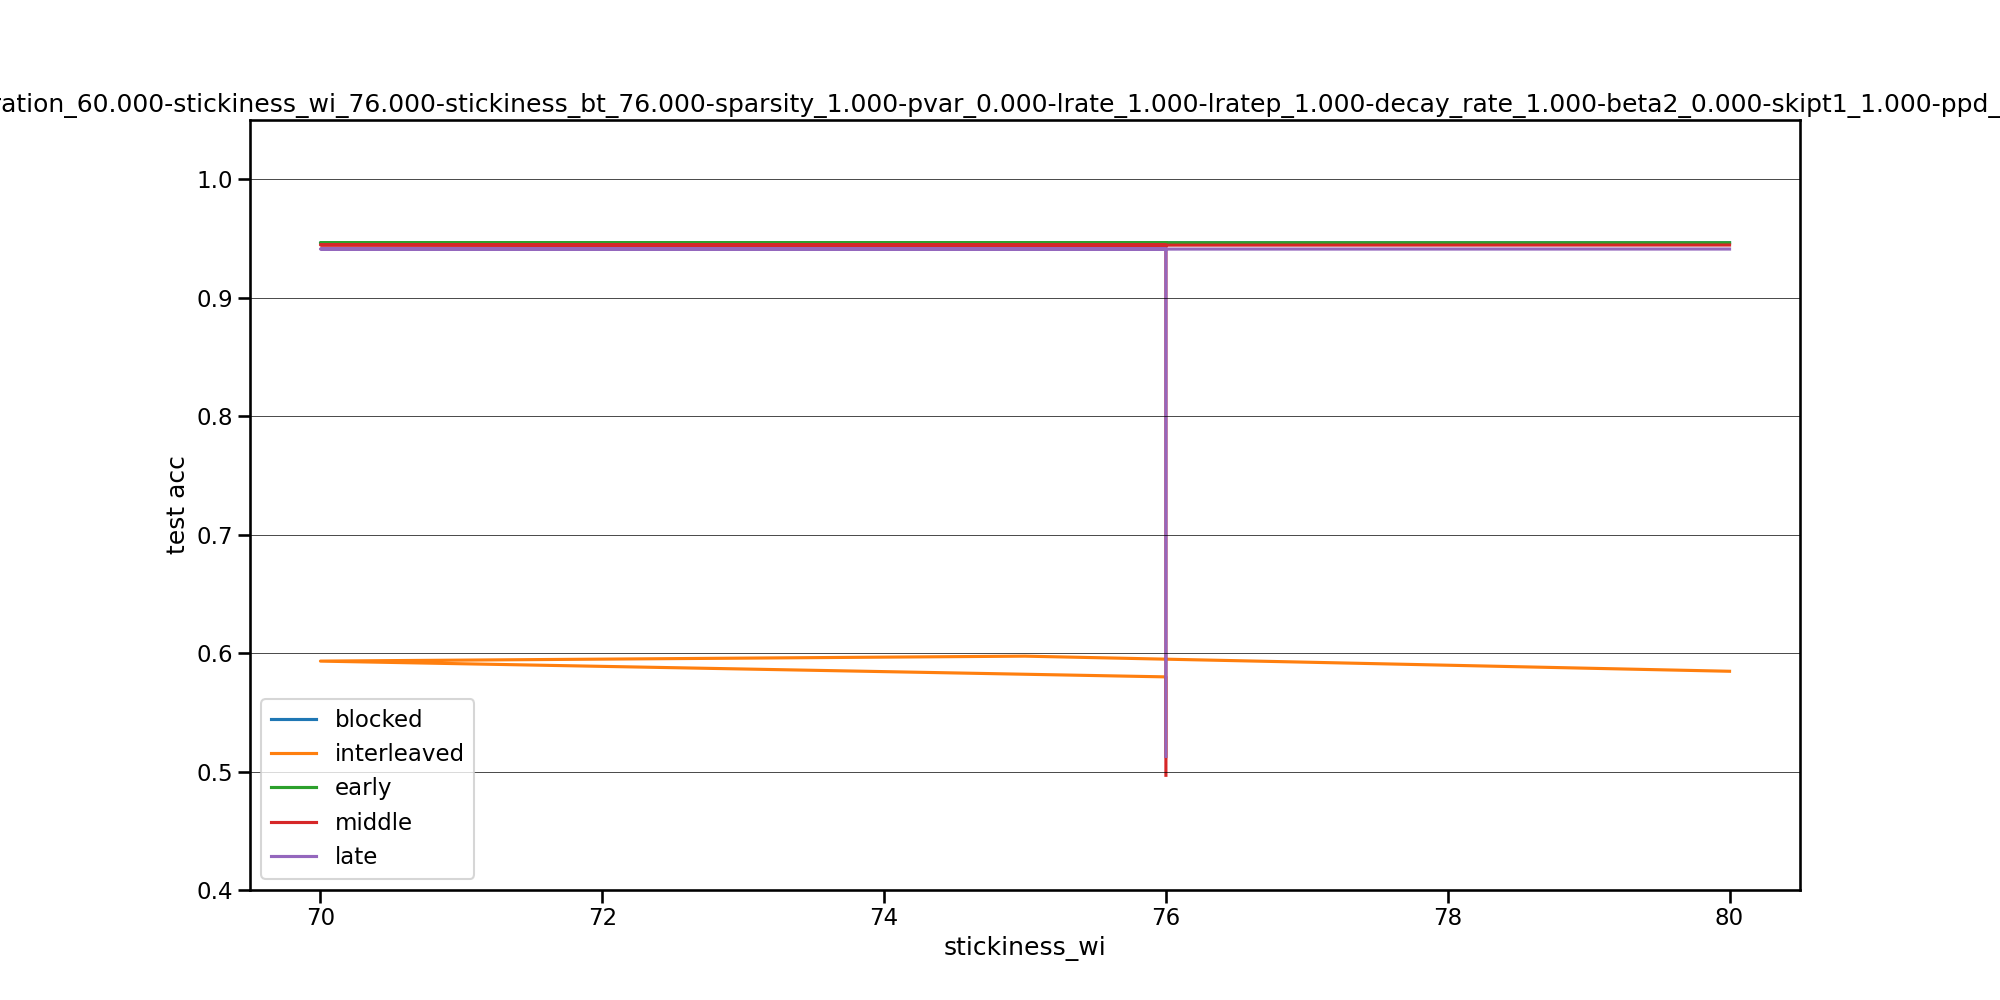 ration_60.000-stickiness_wi_76.000-stickiness_bt_76.000-sparsity_1.000-pvar_0.000-lrate_1.000-lratep_1.000-decay_rate_1.000-beta2_0.000-skipt1_1.000-ppd_
1.0
0.9
0.8
0.7
0.6
0.5
0.4
test acc
blocked
interleaved
early
middle
late
70 72 74 76 78 80
stickiness_wi